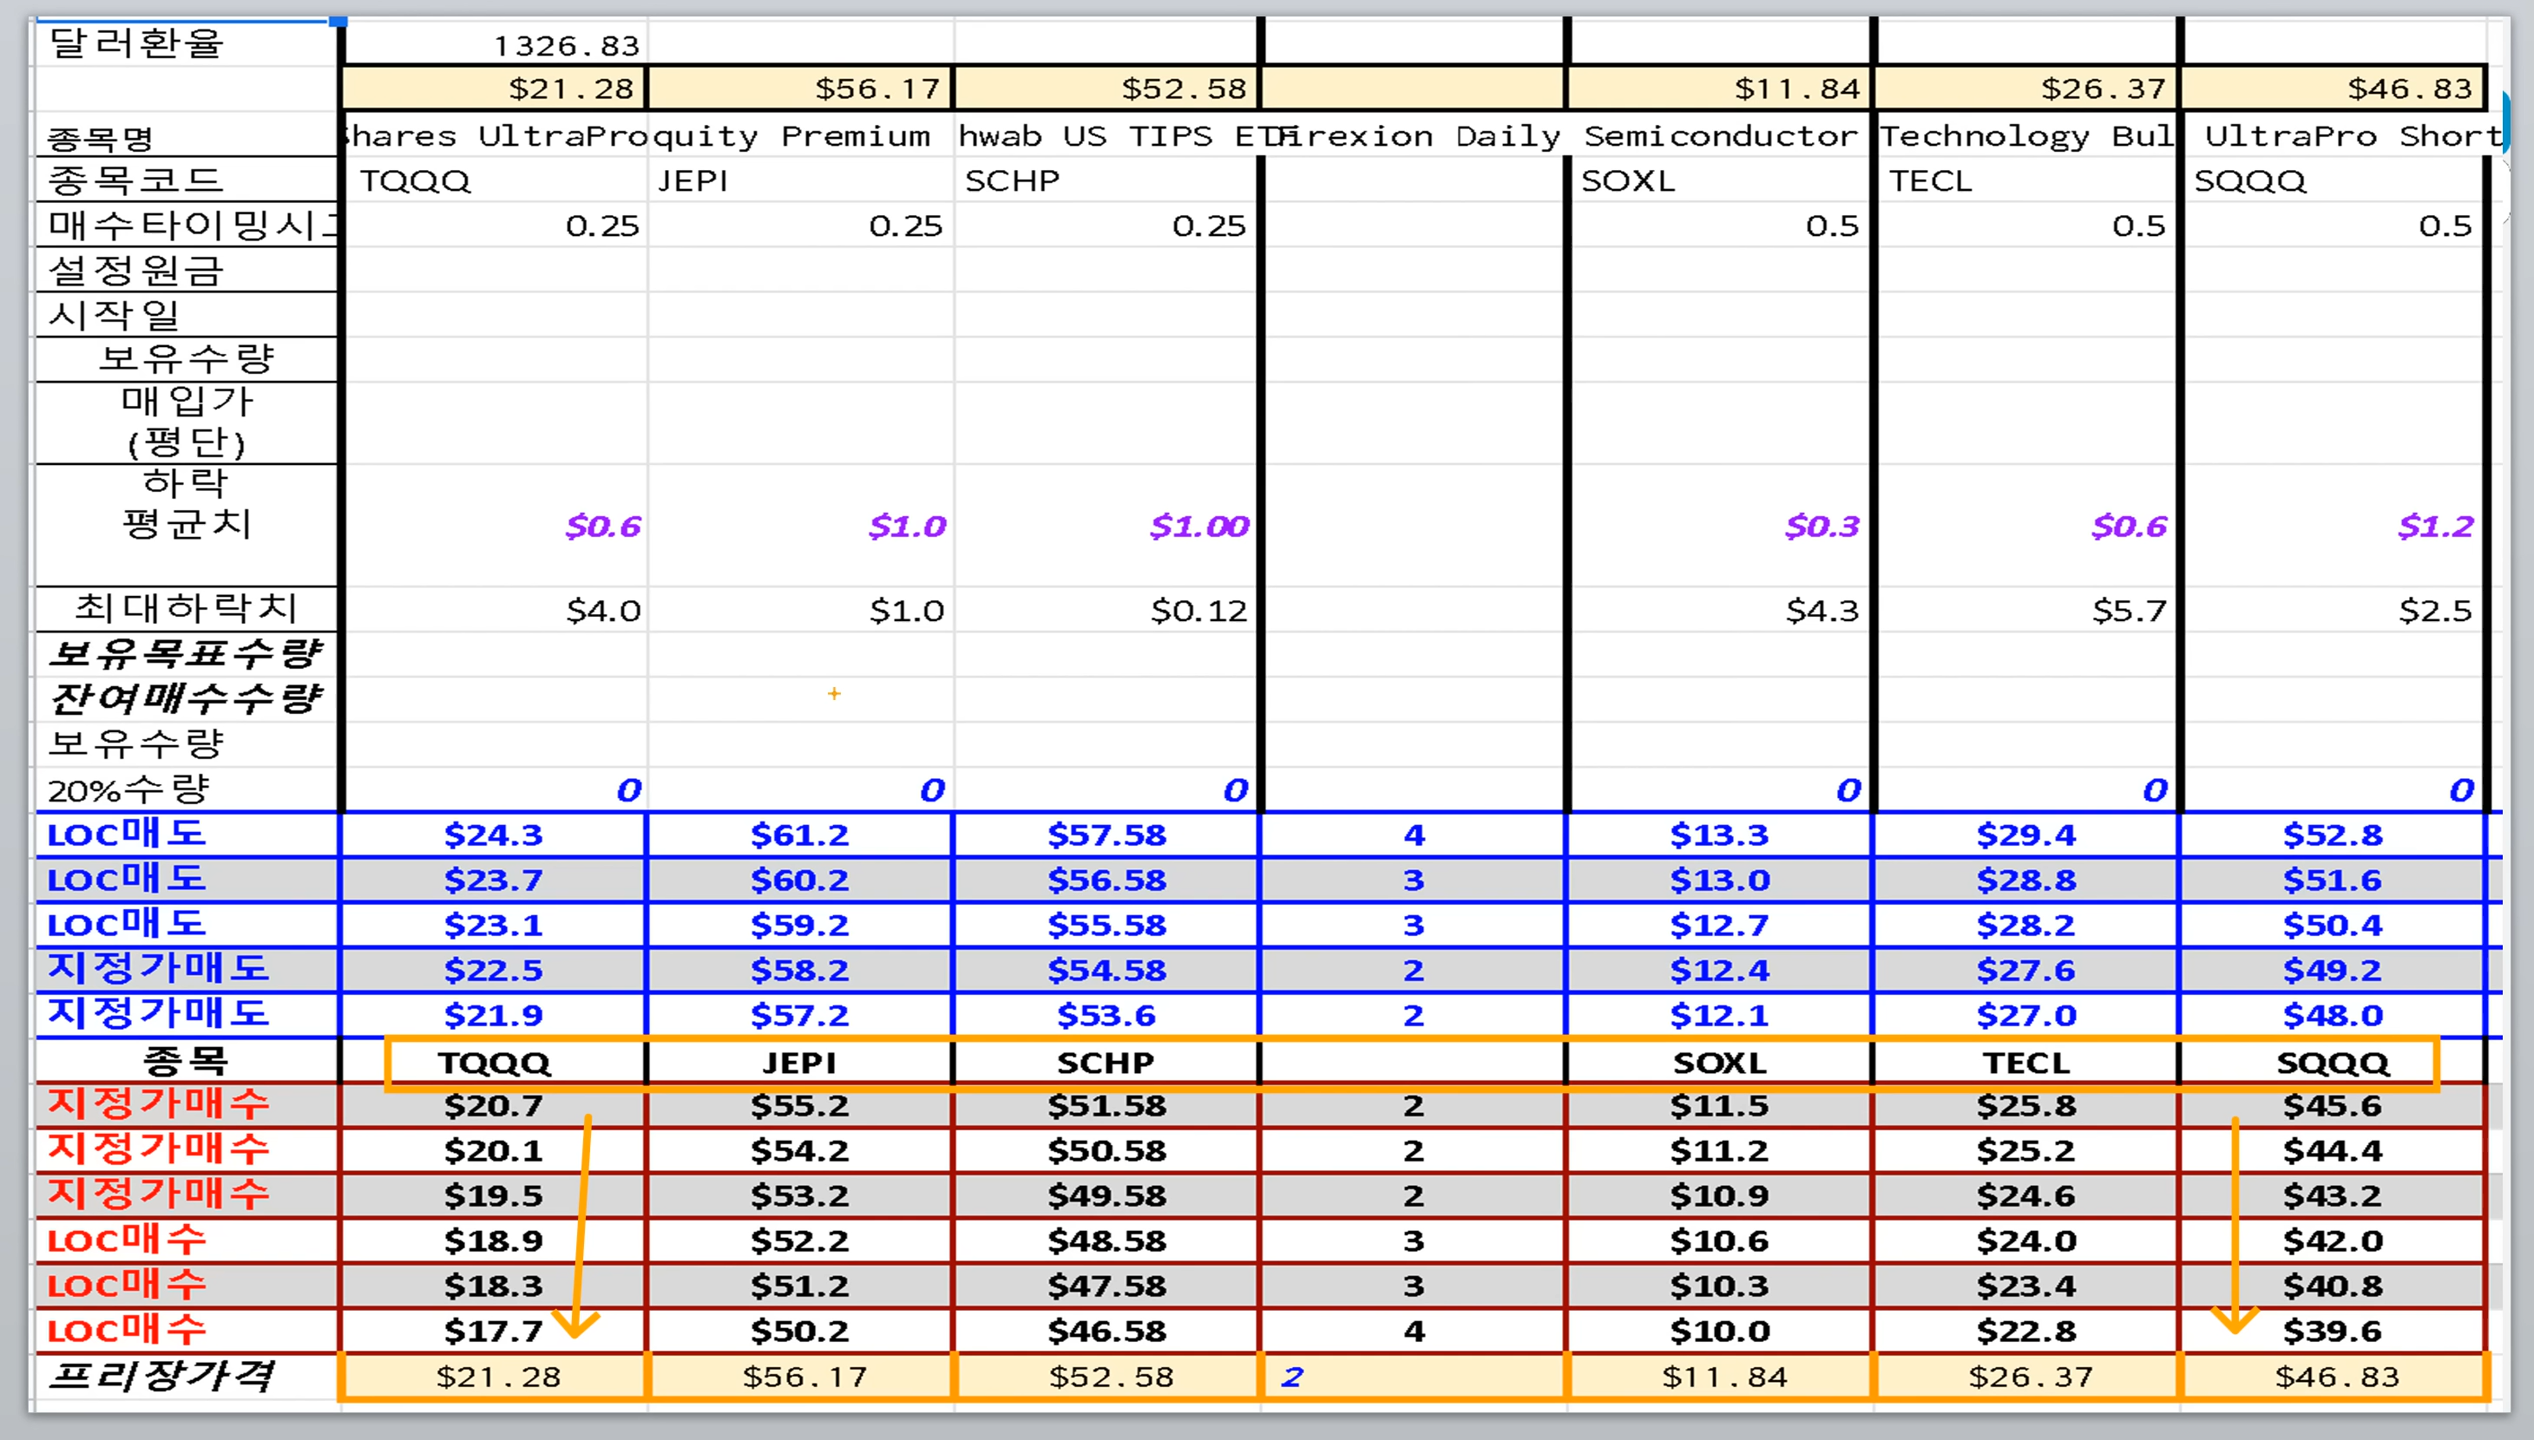 달러환율 1326.83
$21.28 $56.17 $52.58 $11.84 $26.37 $46.83
종목명 Shares UltraPro quity Premium hwab US TIPS ETF Direxion Daily Semiconductor Technology Bul UltraPro Short
종목코드 TQQQ JEPI SCHP SOXL TECL SQQQ
매수타이밍시그 0.25 0.25 0.25 0.5 0.5 0.5
설정원금
시작일
보유수량
매입가
(평단)
하락
평균치 $0.6 $1.0 $1.00 $0.3 $0.6 $1.2
최대하락치 $4.0 $1.0 $0.12 $4.3 $5.7 $2.5
보유목표수량
잔여매수수량
보유수량
20%수량 0 0 0 0 0 0
LOC매도 $24.3 $61.2 $57.58 4 $13.3 $29.4 $52.8
LOC매도 $23.7 $60.2 $56.58 3 $13.0 $28.8 $51.6
LOC매도 $23.1 $59.2 $55.58 3 $12.7 $28.2 $50.4
지정가매도 $22.5 $58.2 $54.58 2 $12.4 $27.6 $49.2
지정가매도 $21.9 $57.2 $53.6 2 $12.1 $27.0 $48.0
종목 TQQQ JEPI SCHP SOXL TECL SQQQ
지정가매수 $20.7 $55.2 $51.58 2 $11.5 $25.8 $45.6
지정가매수 $20.1 $54.2 $50.58 2 $11.2 $25.2 $44.4
지정가매수 $19.5 $53.2 $49.58 2 $10.9 $24.6 $43.2
LOC매수 $18.9 $52.2 $48.58 3 $10.6 $24.0 $42.0
LOC매수 $18.3 $51.2 $47.58 3 $10.3 $23.4 $40.8
LOC매수 $17.7 $50.2 $46.58 4 $10.0 $22.8 $39.6
프리장가격 $21.28 $56.17 $52.58 2 $11.84 $26.37 $46.83